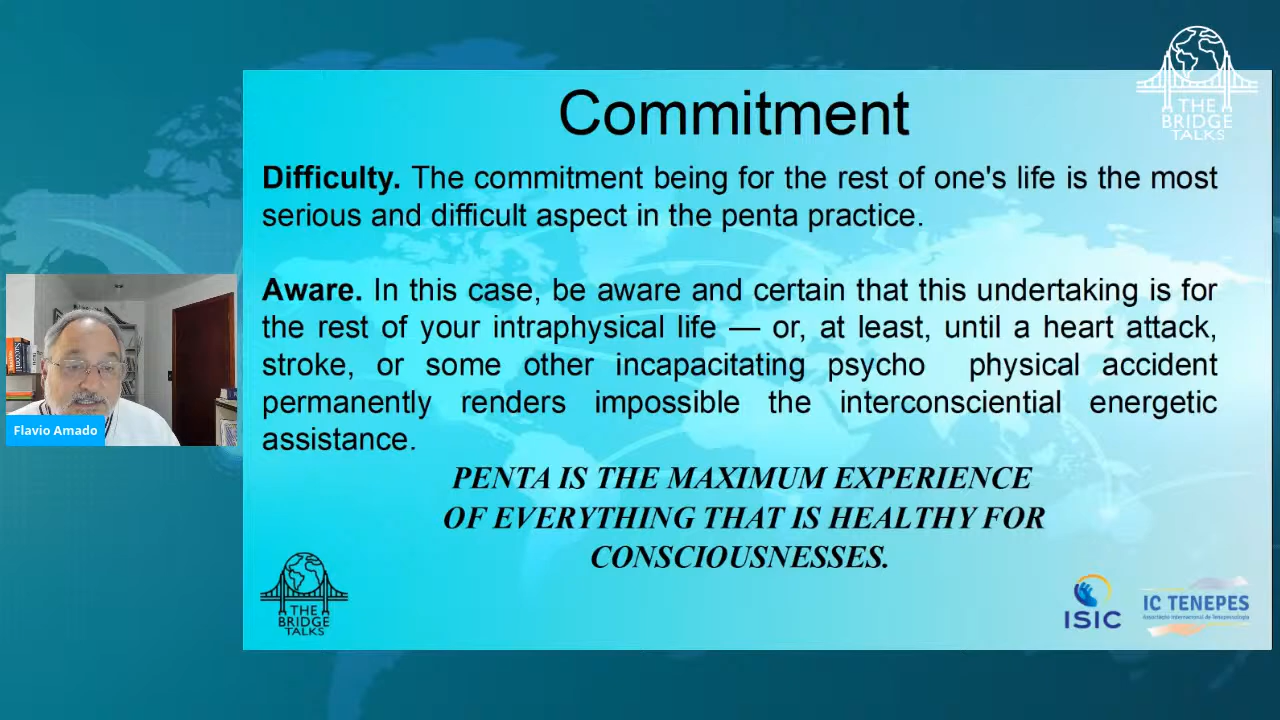 THE
BRIDGE
TALKS
Commitment
Difficulty. The commitment being for the rest of one's life is the most
serious and difficult aspect in the penta practice.
Aware. In this case, be aware and certain that this undertaking is for
the rest of your intraphysical life — or, at least, until a heart attack,
stroke, or some other incapacitating psycho physical accident
permanently renders impossible the interconsciential energetic
assistance.
PENTA IS THE MAXIMUM EXPERIENCE
OF EVERYTHING THAT IS HEALTHY FOR
CONSCIOUSNESSES.
Flavio Amado
THE
BRIDGE
TALKS
ISIC
IC TENEPES